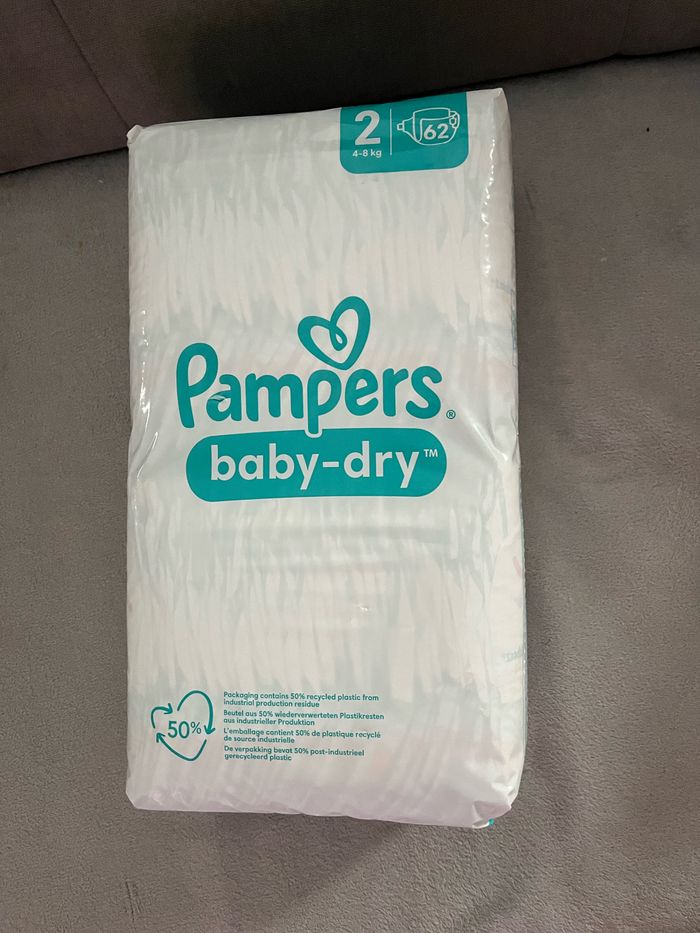 2
4-8 kg
62
Pampers®
baby-dry™
50%
Packaging contains 50% recycled plastic from
industrial production residue
Beutel aus 50% wiederverwerteten Plastikresten
aus industrieller Produktion
L'emballage contient 50% de plastique recyclé
de source industrielle
De verpakking bevat 50% post-industrieel
gerecycleerd plastic